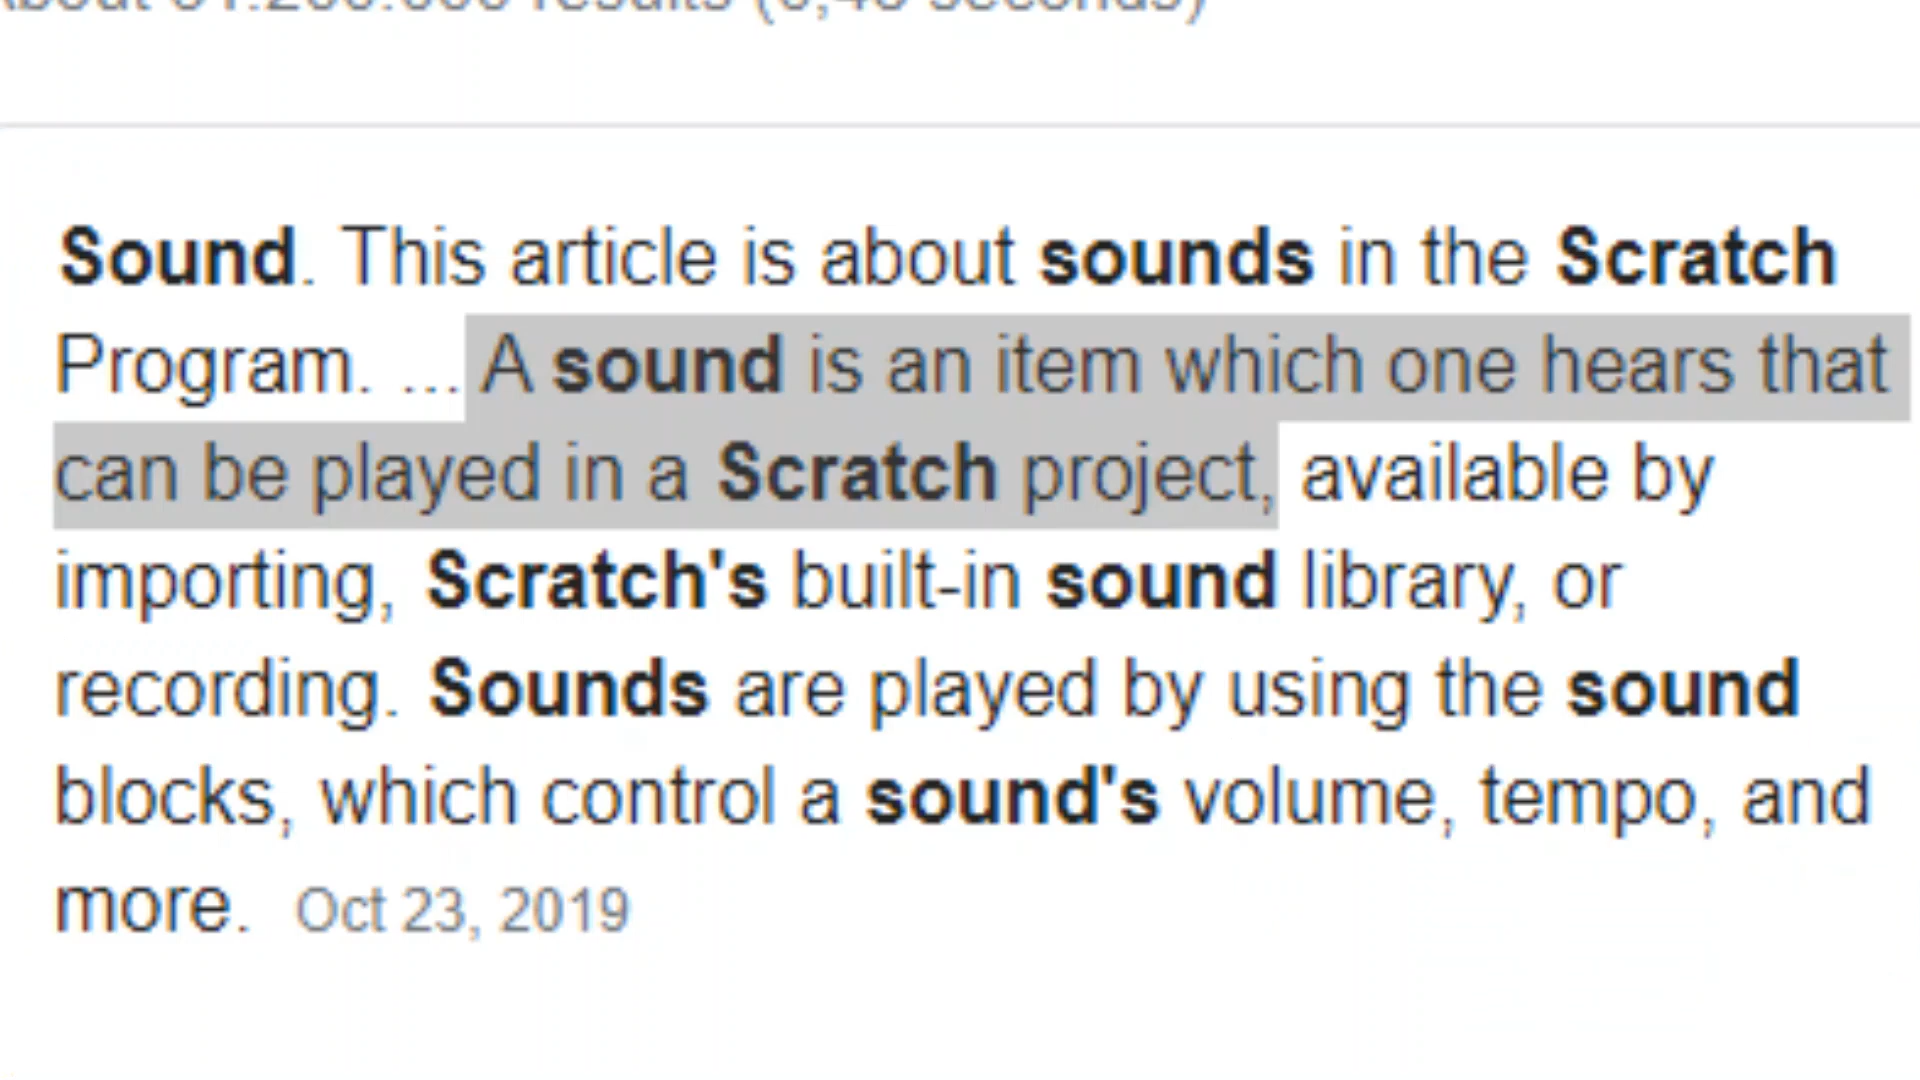 results
Sound. This article is about sounds in the Scratch
Program. ... A sound is an item which one hears that
can be played in a Scratch project, available by
importing, Scratch's built-in sound library, or
recording. Sounds are played by using the sound
blocks, which control a sound's volume, tempo, and
more. Oct 23, 2019